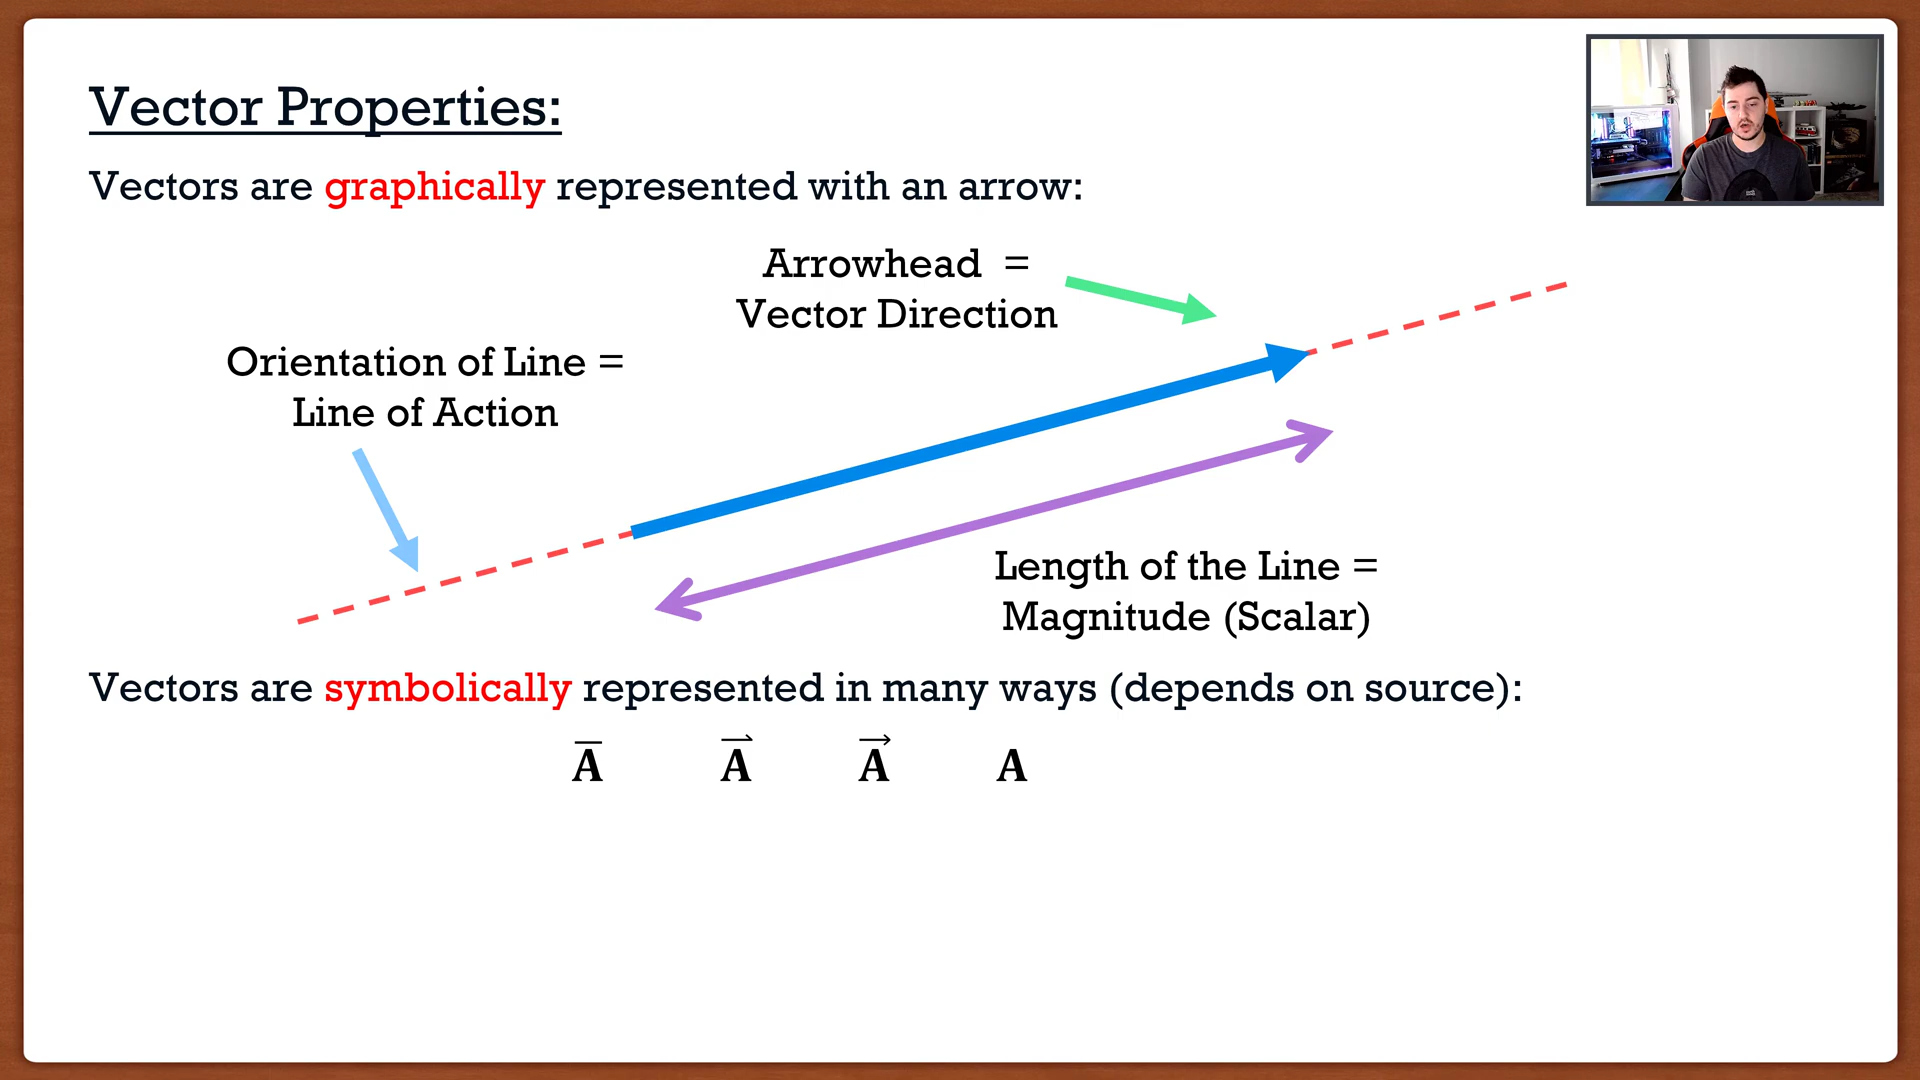 Vector Properties:
Vectors are graphically represented with an arrow:
Arrowhead =
Vector Direction
Orientation of Line =
Line of Action
Length of the Line =
Magnitude (Scalar)
Vectors are symbolically represented in many ways (depends on source):
A̅ A⃑ A⃗ A